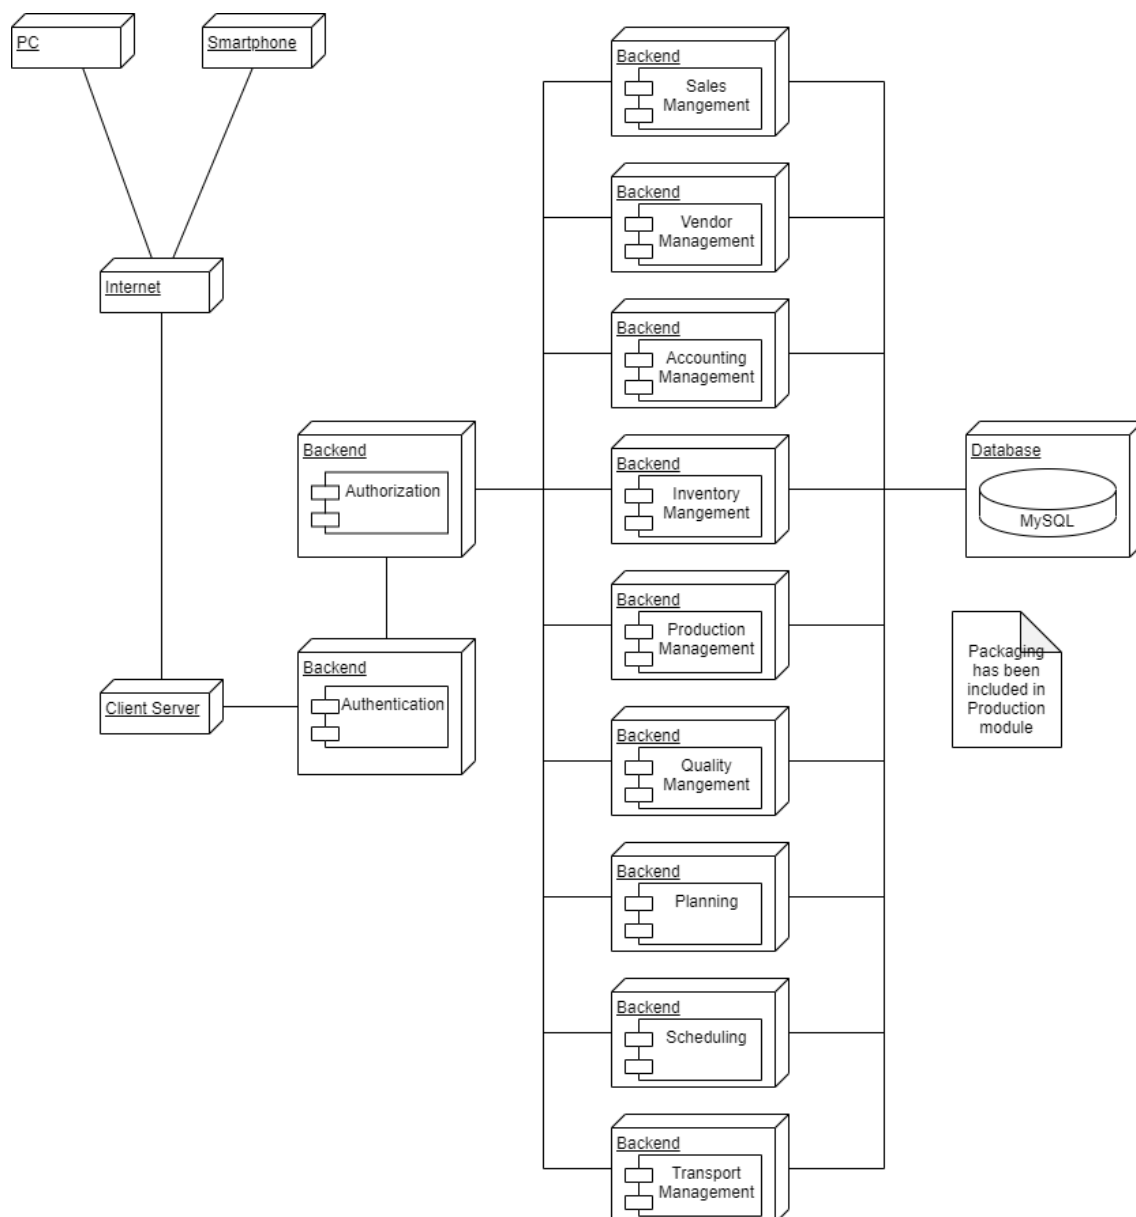 PC
Smartphone
Internet
Client Server
Backend
Authorization
Backend
Authentication
Backend
Sales
Mangement
Backend
Vendor
Management
Backend
Accounting
Management
Backend
Inventory
Mangement
Backend
Production
Management
Backend
Quality
Mangement
Backend
Planning
Backend
Scheduling
Backend
Transport
Management
Database
MySQL
Packaging
has been
included in
Production
module